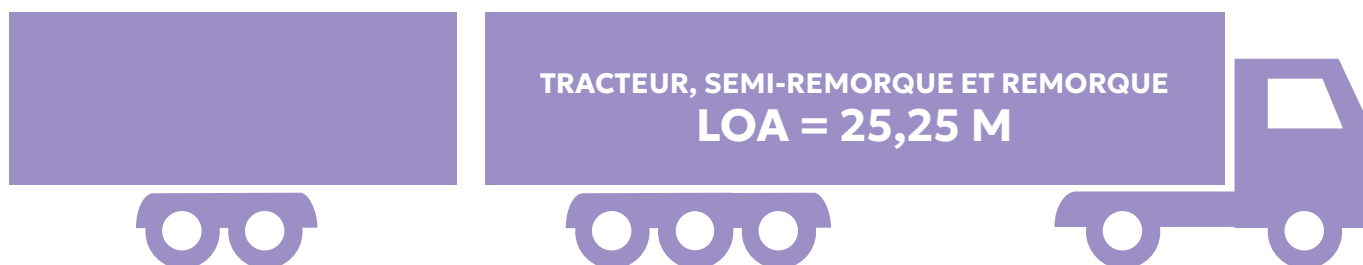 TRACTEUR, SEMI-REMORQUE ET REMORQUE
LOA = 25,25 M